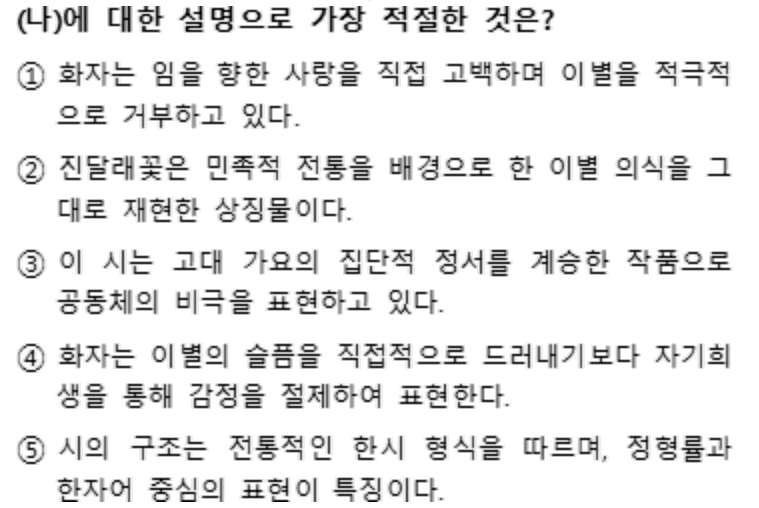 (나)에 대한 설명으로 가장 적절한 것은?
① 화자는 임을 향한 사랑을 직접 고백하며 이별을 적극적
으로 거부하고 있다.
② 진달래꽃은 민족적 전통을 배경으로 한 이별 의식을 그
대로 재현한 상징물이다.
③ 이 시는 고대 가요의 집단적 정서를 계승한 작품으로
공동체의 비극을 표현하고 있다.
④ 화자는 이별의 슬픔을 직접적으로 드러내기보다 자기희
생을 통해 감정을 절제하여 표현한다.
⑤ 시의 구조는 전통적인 한시 형식을 따르며, 정형률과
한자어 중심의 표현이 특징이다.